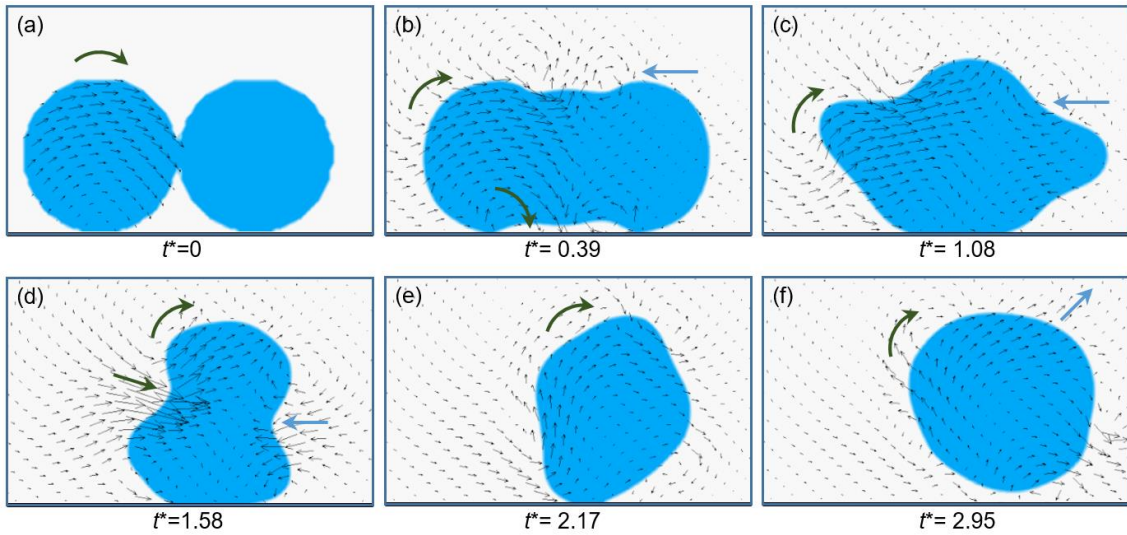 (a) (b) (c)
t*=0 t*= 0.39 t*= 1.08
(d) (e) (f)
t*=1.58 t*= 2.17 t*= 2.95